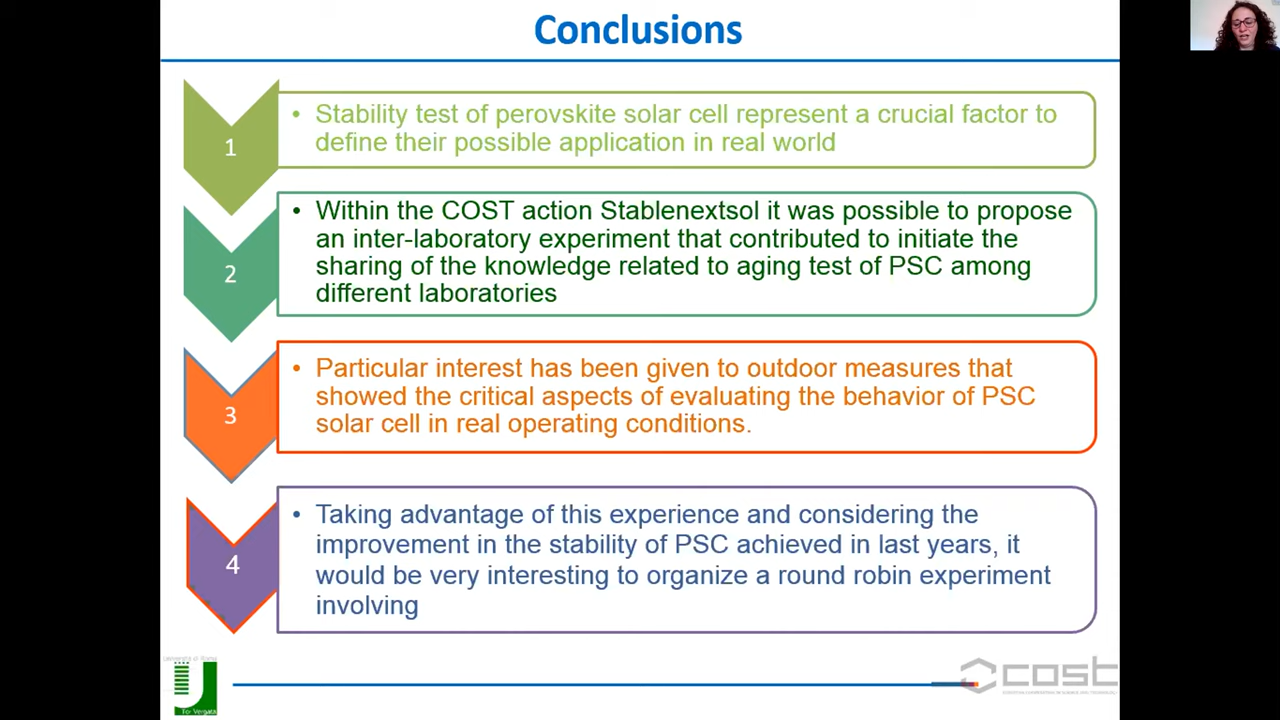 Conclusions
1
• Stability test of perovskite solar cell represent a crucial factor to
define their possible application in real world
2
• Within the COST action Stablenextsol it was possible to propose
an inter-laboratory experiment that contributed to initiate the
sharing of the knowledge related to aging test of PSC among
different laboratories
3
• Particular interest has been given to outdoor measures that
showed the critical aspects of evaluating the behavior of PSC
solar cell in real operating conditions.
4
• Taking advantage of this experience and considering the
improvement in the stability of PSC achieved in last years, it
would be very interesting to organize a round robin experiment
involving
Tor Vergata
cost